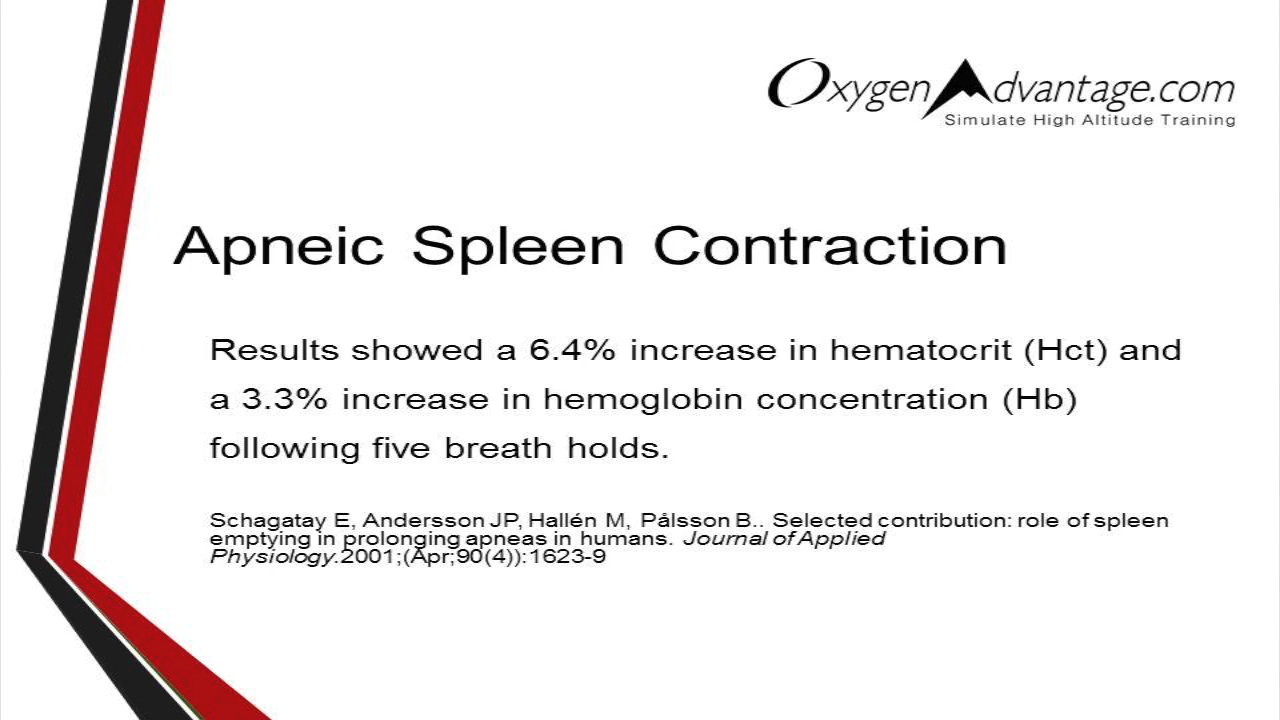 OxygenAdvantage.com
Simulate High Altitude Training
Apneic Spleen Contraction
Results showed a 6.4% increase in hematocrit (Hct) and
a 3.3% increase in hemoglobin concentration (Hb)
following five breath holds.
Schagatay E, Andersson JP, Hallén M, Pålsson B.. Selected contribution: role of spleen
emptying in prolonging apneas in humans. Journal of Applied
Physiology.2001;(Apr;90(4)):1623-9